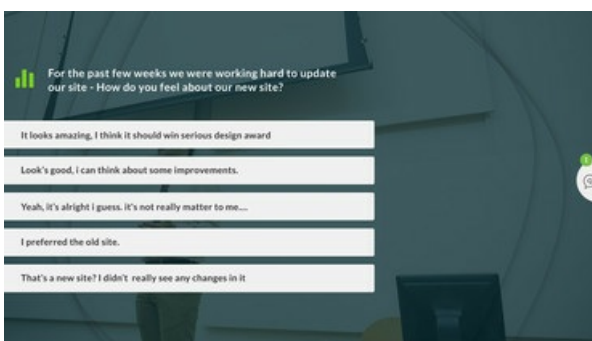 For the past few weeks we were working hard to update
our site - How do you feel about our new site?
It looks amazing, I think it should win serious design award
Look's good, i can think about some improvements.
Yeah, it's alright i guess. it's not really matter to me....
I preferred the old site.
That's a new site? I didn't really see any changes in it